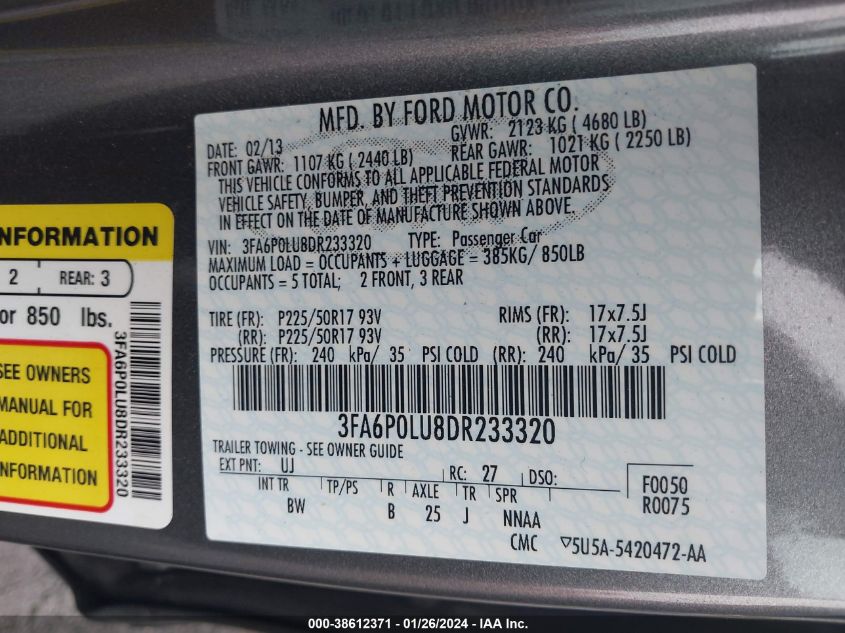 MFD. BY FORD MOTOR CO.
DATE: 02/13 GVWR: 2123 KG ( 4680 LB)
FRONT GAWR: 1107 KG ( 2440 LB) REAR GAWR: 1021 KG ( 2250 LB)
THIS VEHICLE CONFORMS TO ALL APPLICABLE FEDERAL MOTOR
VEHICLE SAFETY, BUMPER, AND THEFT PREVENTION STANDARDS
IN EFFECT ON THE DATE OF MANUFACTURE SHOWN ABOVE.
VIN: 3FA6P0LU8DR233320 TYPE: Passenger Car
MAXIMUM LOAD = OCCUPANTS + LUGGAGE = 385KG/ 850LB
OCCUPANTS = 5 TOTAL; 2 FRONT, 3 REAR
TIRE (FR): P225/50R17 93V RIMS (FR): 17x7.5J
(RR): P225/50R17 93V (RR): 17x7.5J
PRESSURE (FR): 240 kPa/ 35 PSI COLD (RR): 240 kPa/ 35 PSI COLD
3FA6P0LU8DR233320
TRAILER TOWING - SEE OWNER GUIDE
EXT PNT: UJ RC: 27 DSO:
INT TR TP/PS R AXLE TR SPR
BW B 25 J NNAA
F0050
R0075
CMC ▽5U5A-5420472-AA
NFORMATION
2 REAR: 3
or 850 lbs.
SEE OWNERS
MANUAL FOR
ADDITIONAL
NFORMATION
3FA6P0LU8DR233320
000-38612371 / 01/26/2024 - IAA Inc.